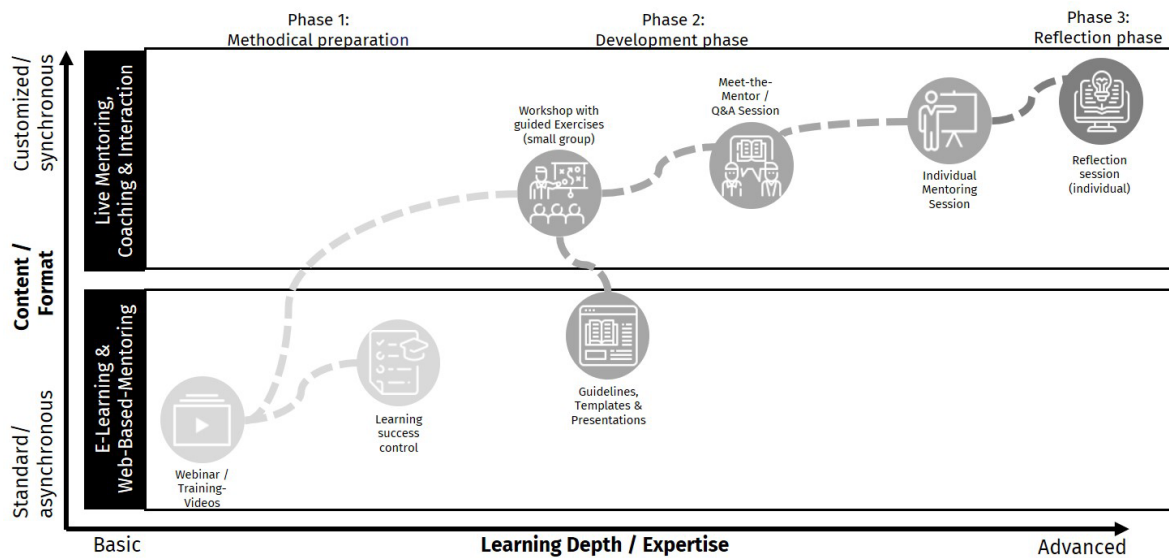 Phase 1:
Methodical preparation
Phase 2:
Development phase
Phase 3:
Reflection phase
Customized/
synchronous
Live Mentoring,
Coaching & Interaction
Workshop with
guided Exercises
(small group)
Meet-the-
Mentor /
Q&A Session
Individual
Mentoring
Session
Reflection
session
(individual)
Content /
Format
Standard/
asynchronous
E-Learning &
Web-Based-Mentoring
Webinar /
Training-
Videos
Learning
success
control
Guidelines,
Templates &
Presentations
Basic
Learning Depth / Expertise
Advanced